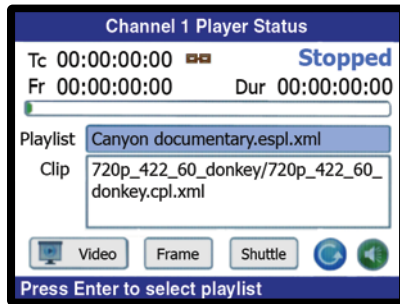 Channel 1 Player Status
Tc 00:00:00:00 Stopped
Fr 00:00:00:00 Dur 00:00:00:00
Playlist Canyon documentary.espl.xml
Clip 720p_422_60_donkey/720p_422_60_
donkey.cpl.xml
Video Frame Shuttle
Press Enter to select playlist